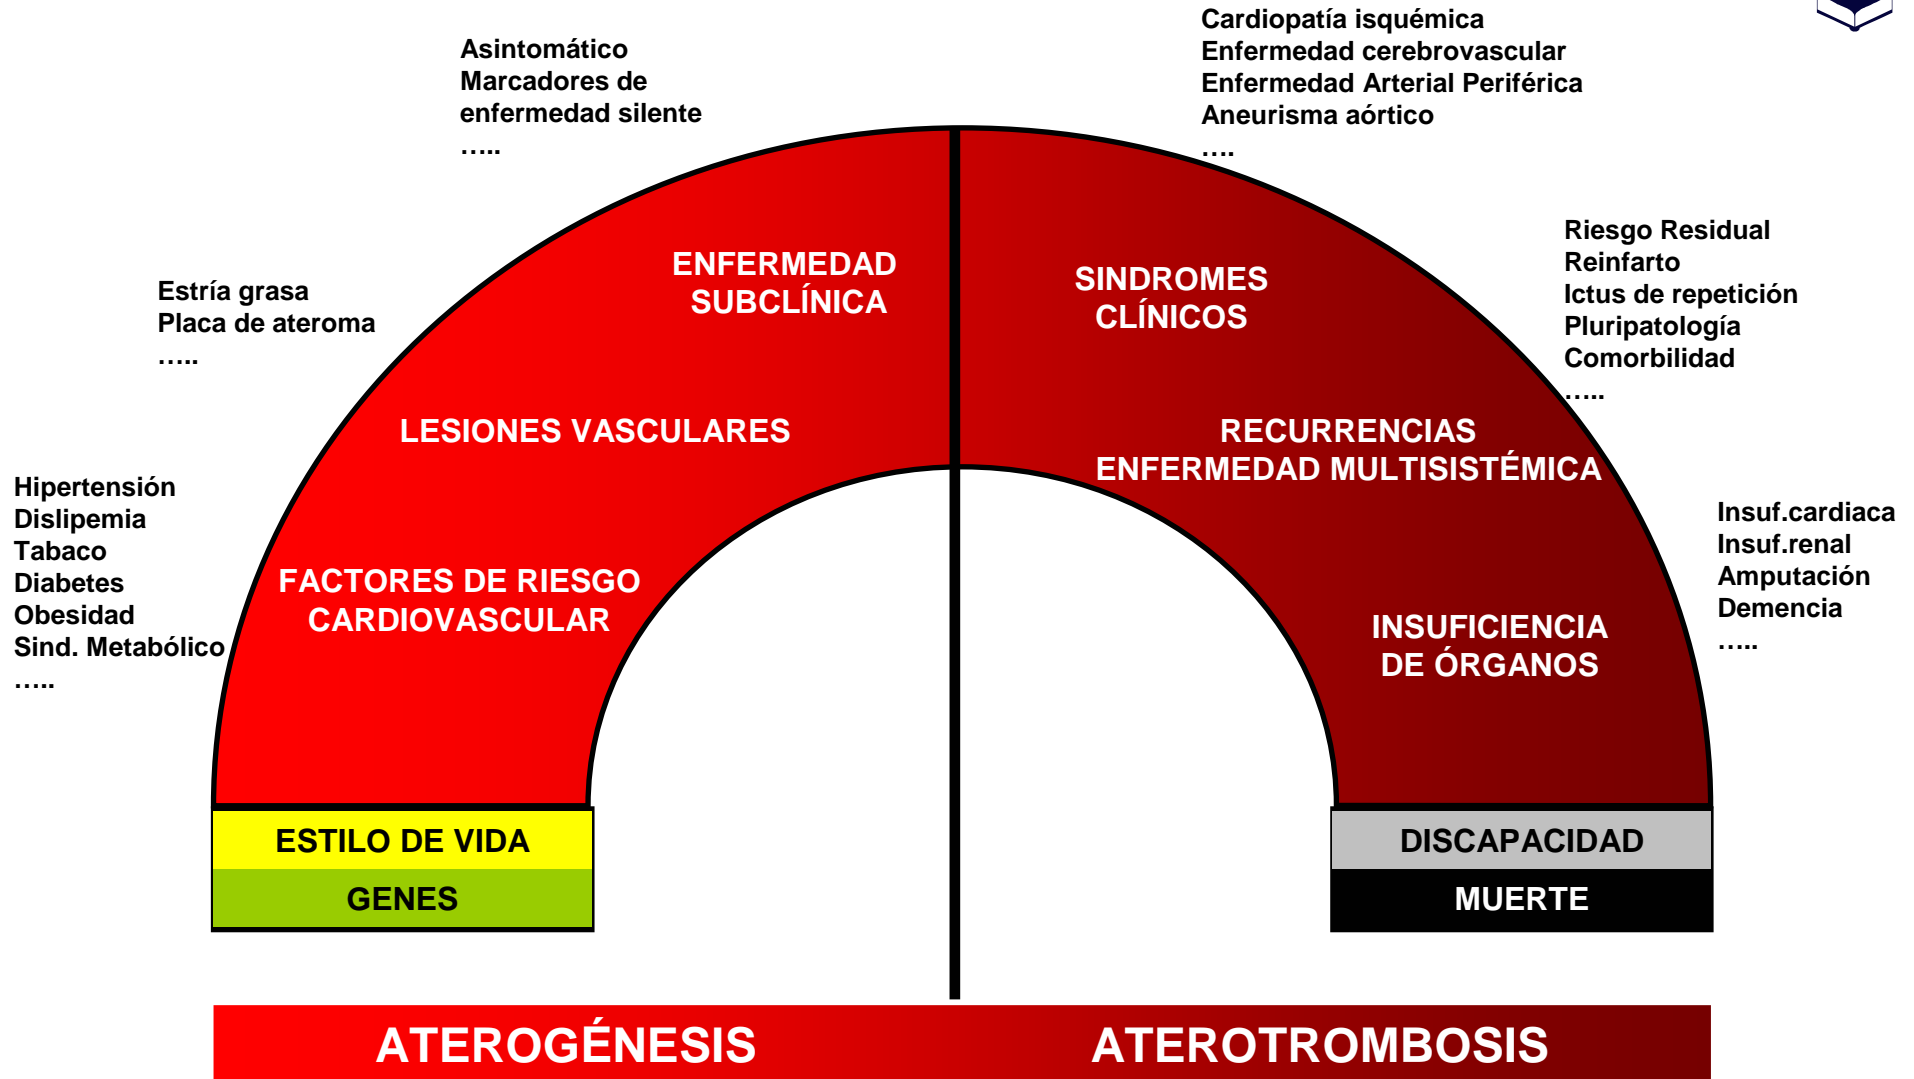 Cardiopatía isquémica
Enfermedad cerebrovascular
Enfermedad Arterial Periférica
Aneurisma aórtico
….
Asintomático
Marcadores de
enfermedad silente
…..
Riesgo Residual
Reinfarto
Ictus de repetición
Pluripatología
Comorbilidad
…..
ENFERMEDAD
SUBCLÍNICA
SINDROMES
CLÍNICOS
Estría grasa
Placa de ateroma
…..
LESIONES VASCULARES
RECURRENCIAS
ENFERMEDAD MULTISISTÉMICA
Hipertensión
Dislipemia
Tabaco
Diabetes
Obesidad
Sind. Metabólico
…..
FACTORES DE RIESGO
CARDIOVASCULAR
Insuf.cardiaca
Insuf.renal
Amputación
Demencia
…..
INSUFICIENCIA
DE ÓRGANOS
ESTILO DE VIDA
GENES
DISCAPACIDAD
MUERTE
ATEROGÉNESIS
ATEROTROMBOSIS